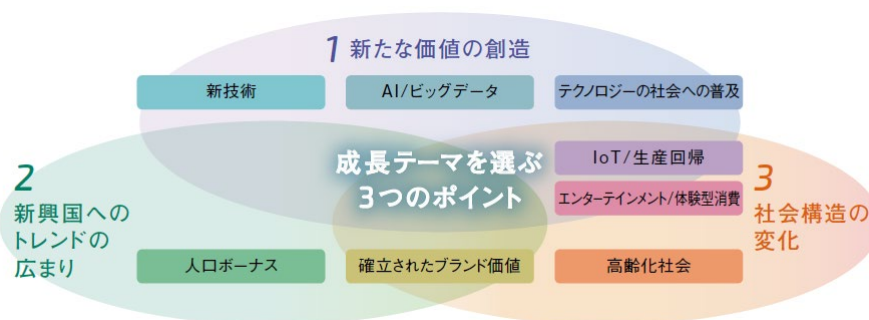 1 新たな価値の創造
新技術
AI/ビッグデータ
テクノロジーの社会への普及
成長テーマを選ぶ
3つのポイント
IoT/生産回帰
エンターテインメント/体験型消費
2
新興国への
トレンドの
広まり
3
社会構造の
変化
人口ボーナス
確立されたブランド価値
高齢化社会